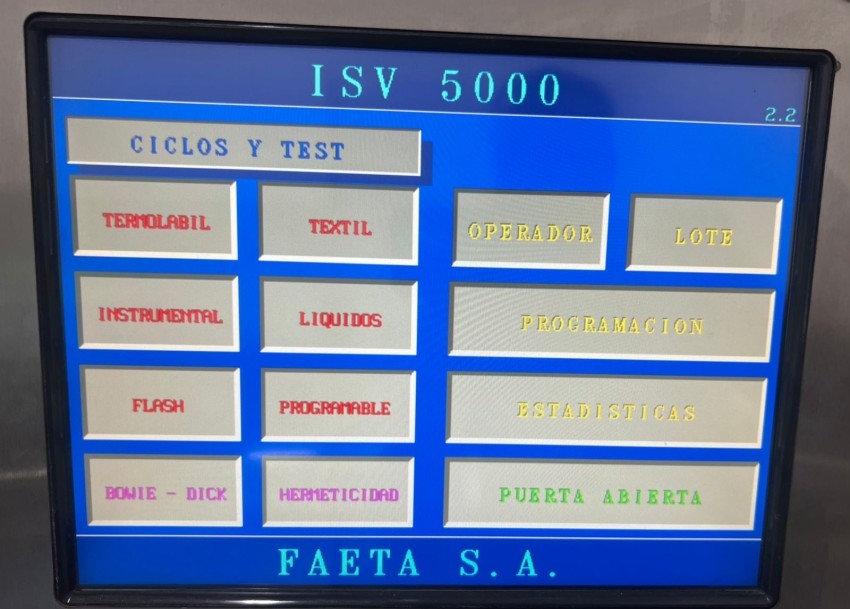 ISV 5000
2.2
CICLOS Y TEST
TERMOLABIL
TEXTIL
OPERADOR
LOTE
INSTRUMENTAL
LIQUIDOS
PROGRAMACION
FLASH
PROGRAMABLE
ESTADISTICAS
BOWIE - DICK
HERMETICIDAD
PUERTA ABIERTA
FAETA S.A.